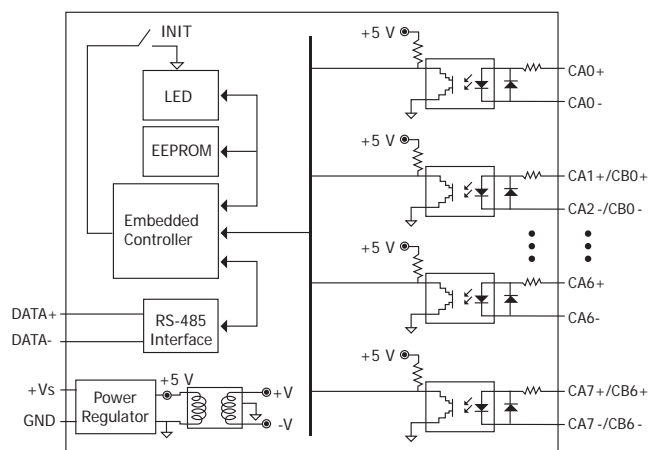 INIT
LED
EEPROM
Embedded
Controller
DATA+
DATA-
RS-485
Interface
+Vs
GND
Power
Regulator
+5 V
+V
-V
+5 V
CA0+
CA0-
+5 V
CA1+/CB0+
CA2-/CB0-
+5 V
CA6+
CA6-
+5 V
CA7+/CB6+
CA7-/CB6-